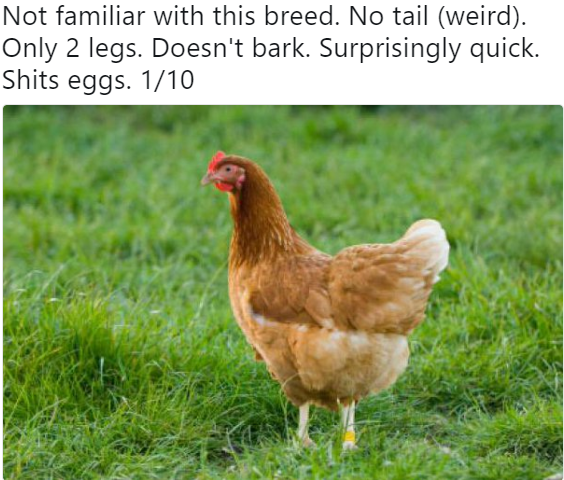 Not familiar with this breed. No tail (weird).
Only 2 legs. Doesn't bark. Surprisingly quick.
Shits eggs. 1/10